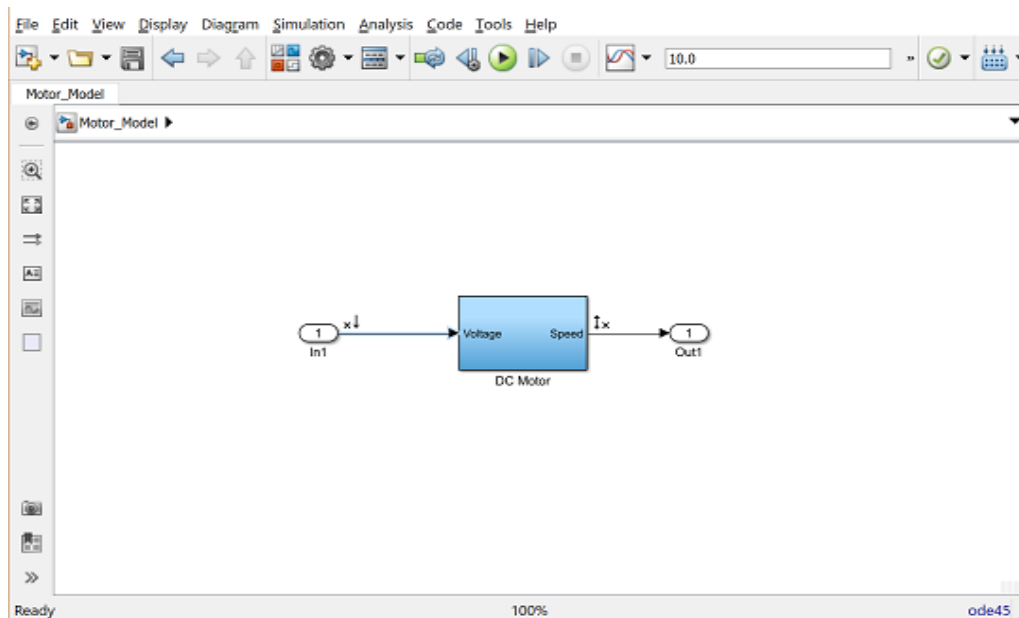 File Edit View Display Diagram Simulation Analysis Code Tools Help
10.0 »
Motor_Model
Motor_Model
1 x Voltage Speed x 1
In1 Out1
DC Motor
Ready 100% ode45